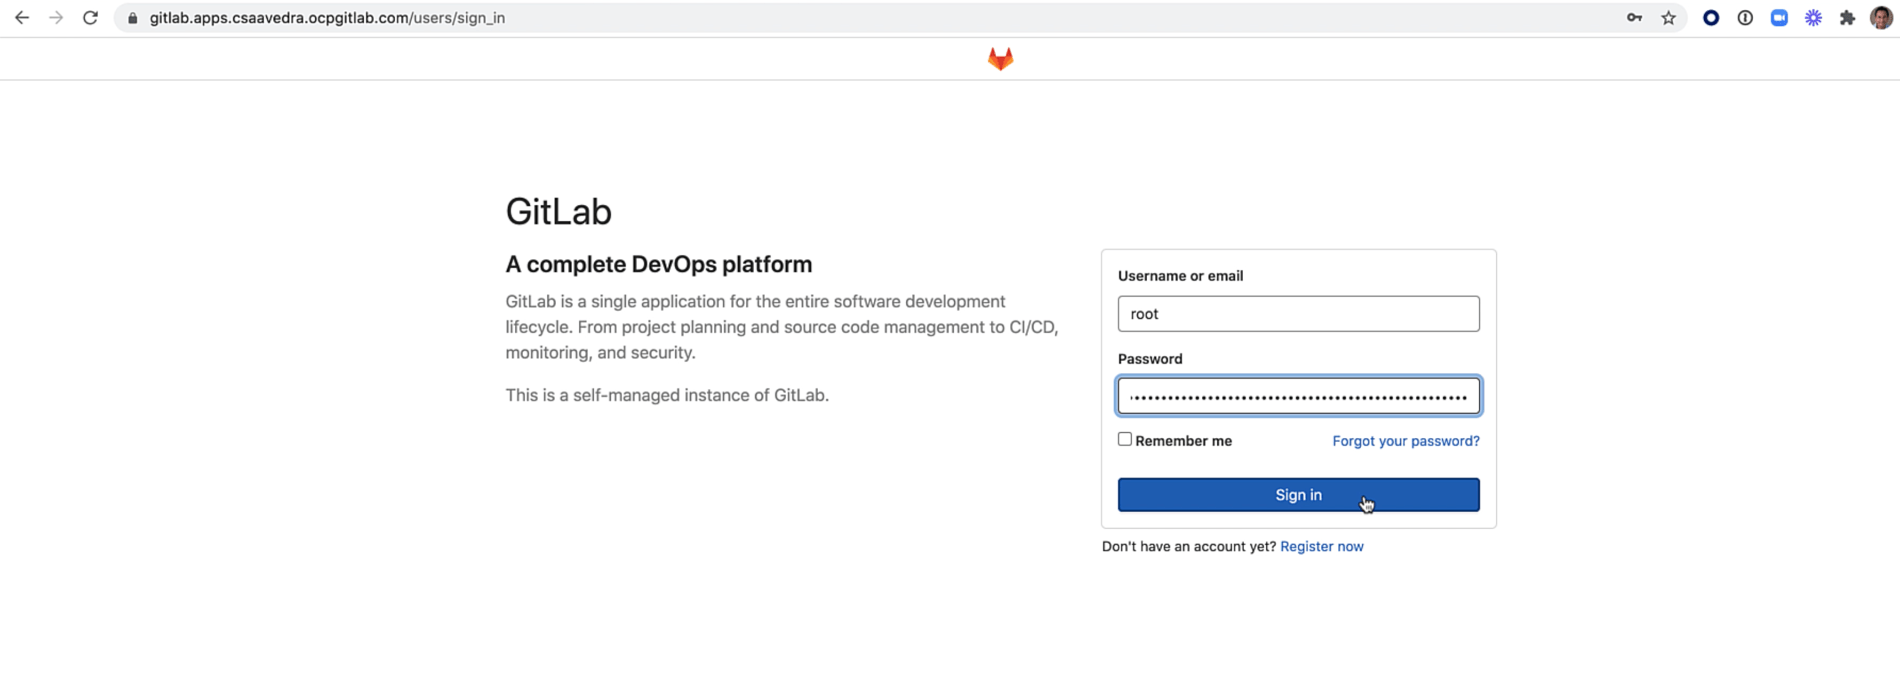 gitlab.apps.csaavedra.ocpgitlab.com/users/sign_in
GitLab
A complete DevOps platform
GitLab is a single application for the entire software development
lifecycle. From project planning and source code management to CI/CD,
monitoring, and security.
This is a self-managed instance of GitLab.
Username or email
root
Password
Remember me
Forgot your password?
Sign in
Don't have an account yet? Register now